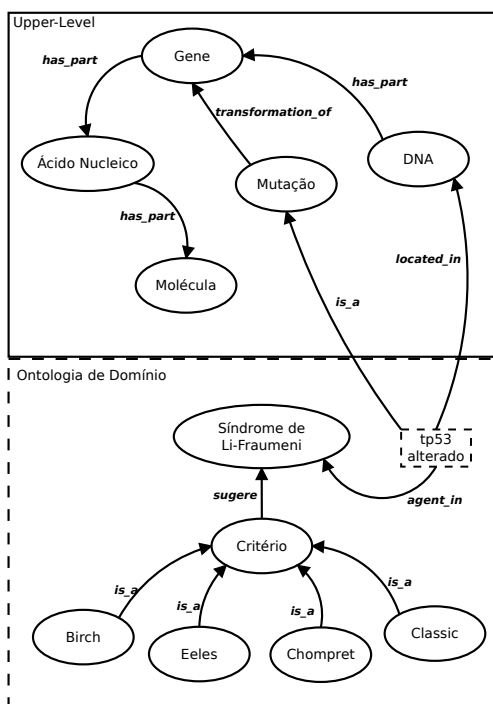 Upper-Level
Gene
has_part
has_part
transformation_of
Ácido Nucleico
DNA
Mutação
has_part
located_in
Molécula
is_a
Ontologia de Domínio
Síndrome de
Li-Fraumeni
tp53
alterado
sugere
agent_in
Critério
is_a
is_a
is_a
is_a
Birch
Eeles
Chompret
Classic